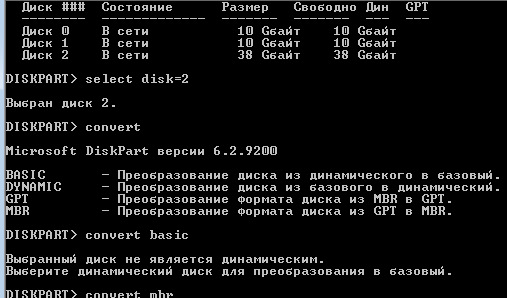 Диск ### Состояние Размер Свободно Дин GPT
-------- ------------- ------- ------- --- ---
Диск 0 В сети 10 Gбайт 10 Gбайт
Диск 1 В сети 10 Gбайт 10 Gбайт
Диск 2 В сети 38 Gбайт 38 Gбайт
DISKPART> select disk=2
Выбран диск 2.
DISKPART> convert
Microsoft DiskPart версии 6.2.9200
BASIC - Преобразование диска из динамического в базовый.
DYNAMIC - Преобразование диска из базового в динамический.
GPT - Преобразование формата диска из MBR в GPT.
MBR - Преобразование формата диска из GPT в MBR.
DISKPART> convert basic
Выбранный диск не является динамическим.
Выберите динамический диск для преобразования в базовый.
DISKPART> convert mbr